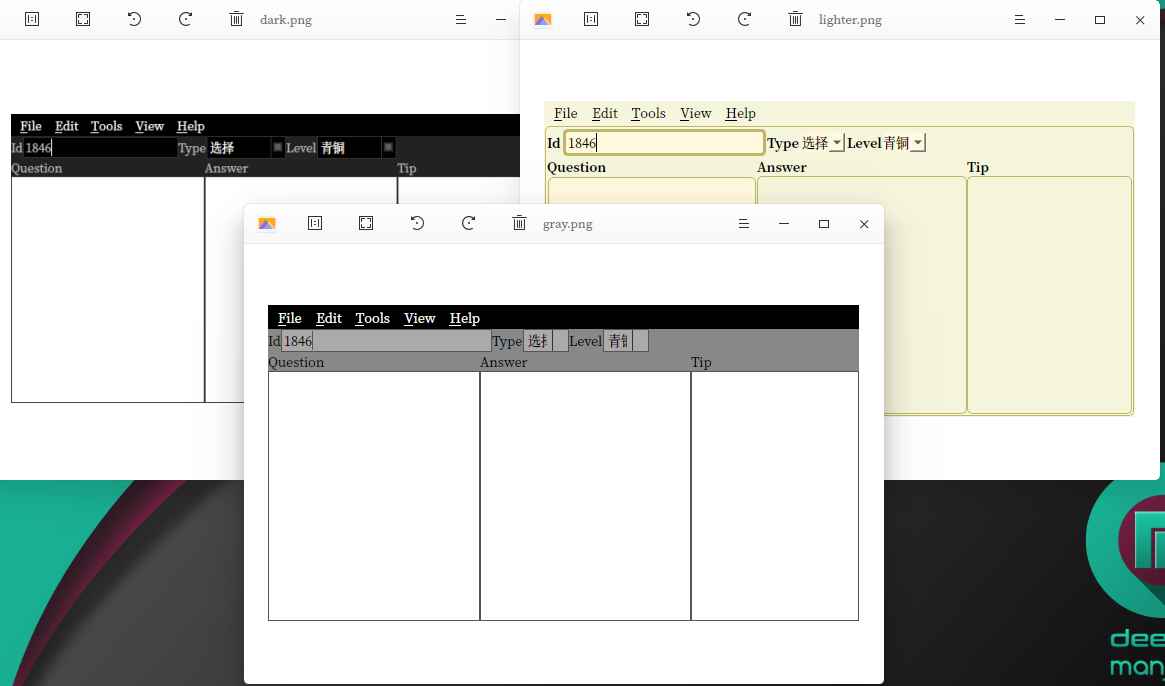 dark.png
File Edit Tools View Help
Id 1846 Type 选择 Level 青铜
Question Answer Tip
lighter.png
File Edit Tools View Help
Id 1846 Type 选择 Level 青铜
Question Answer Tip
gray.png
File Edit Tools View Help
Id 1846 Type 选择 Level 青铜
Question Answer Tip